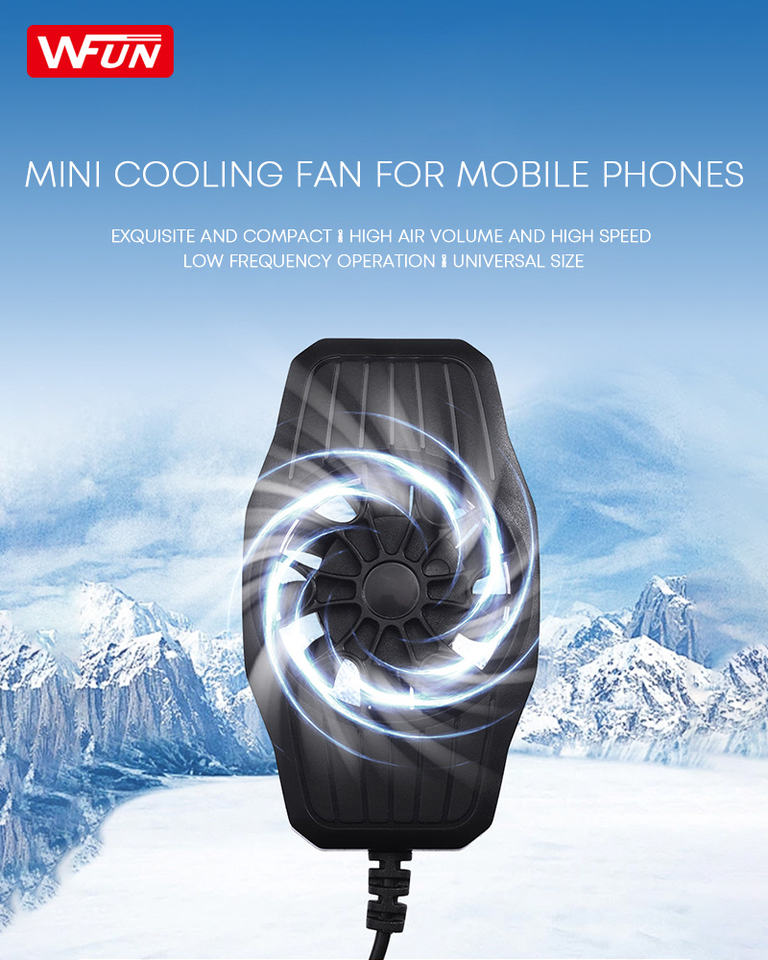 WFUN
MINI COOLING FAN FOR MOBILE PHONES
EXQUISITE AND COMPACT HIGH AIR VOLUME AND HIGH SPEED
LOW FREQUENCY OPERATION UNIVERSAL SIZE